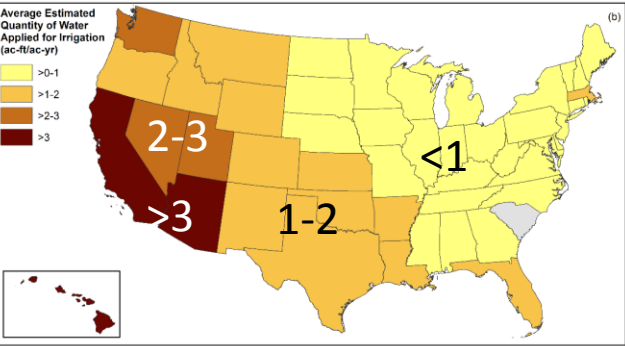 Average Estimated
Quantity of Water
Applied for Irrigation
(ac-ft/ac-yr)
(b)
>0-1
>1-2
>2-3
>3
2-3
<1
>3
1-2